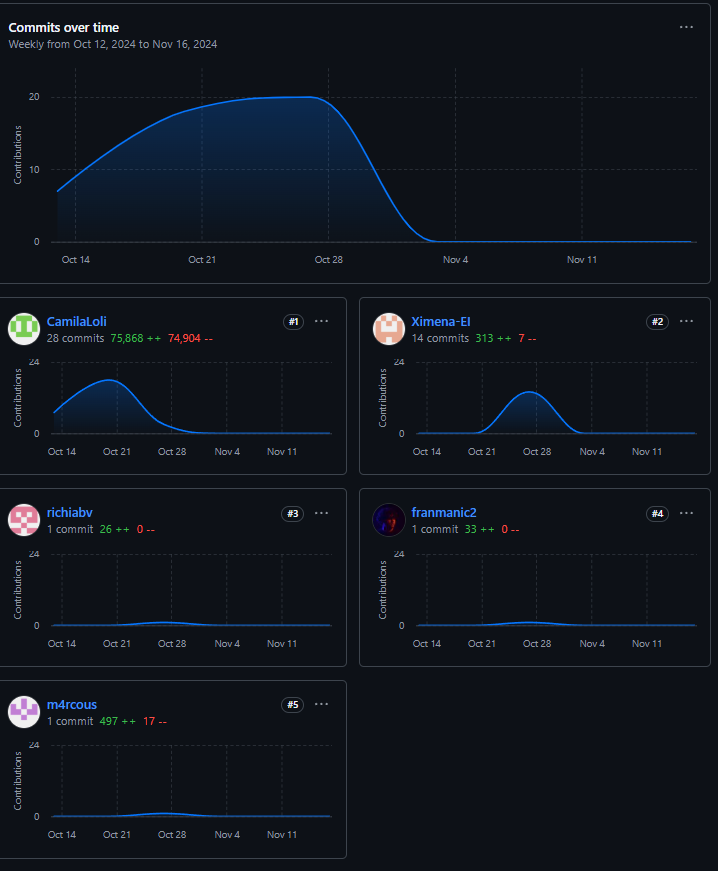 Commits over time
Weekly from Oct 12, 2024 to Nov 16, 2024
Contributions
20
10
0
Oct 14 Oct 21 Oct 28 Nov 4 Nov 11
CamilaLoli #1
28 commits 75,868 ++ 74,904 --
Contributions
24
0
Oct 14 Oct 21 Oct 28 Nov 4 Nov 11
Ximena-El #2
14 commits 313 ++ 7 --
Contributions
24
0
Oct 14 Oct 21 Oct 28 Nov 4 Nov 11
richiabv #3
1 commit 26 ++ 0 --
Contributions
24
0
Oct 14 Oct 21 Oct 28 Nov 4 Nov 11
franmanic2 #4
1 commit 33 ++ 0 --
Contributions
24
0
Oct 14 Oct 21 Oct 28 Nov 4 Nov 11
m4rcous #5
1 commit 497 ++ 17 --
Contributions
24
0
Oct 14 Oct 21 Oct 28 Nov 4 Nov 11